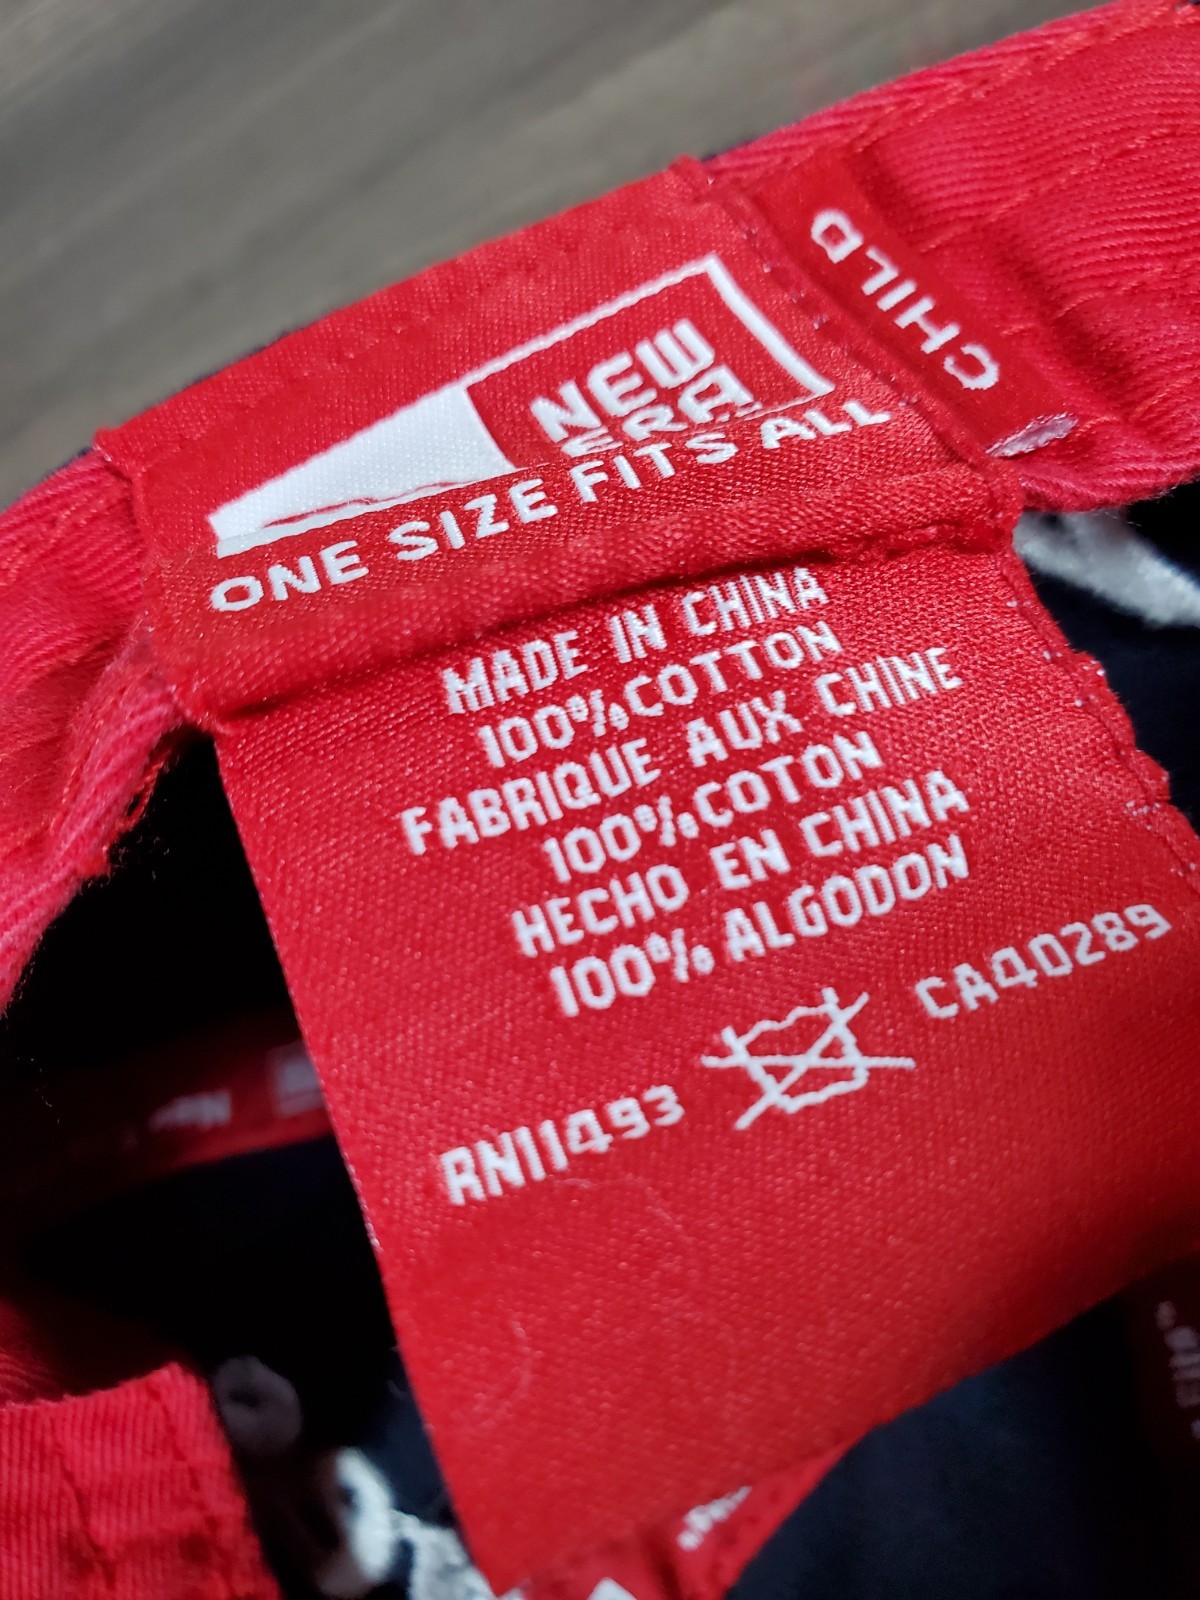 CHILD
NEW
ERA
ONE SIZE FITS ALL
MADE IN CHINA
100% COTTON
FABRIQUE AUX CHINE
100% COTON
HECHO EN CHINA
100% ALGODON
RN11493 CA40289